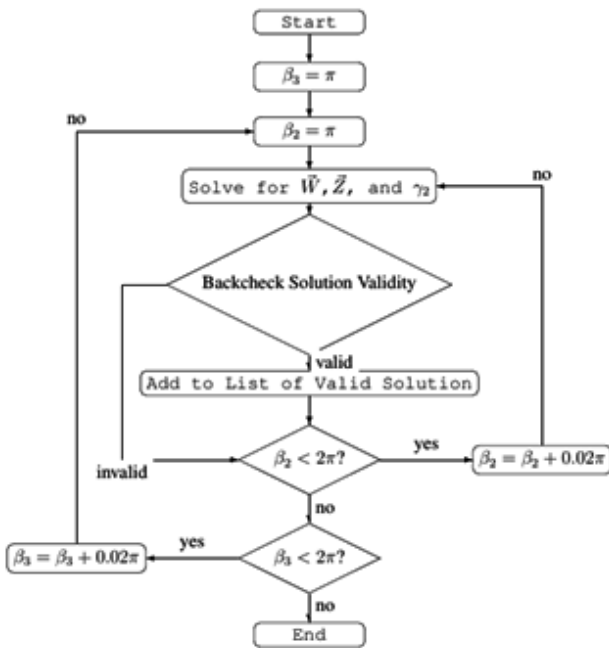 Start
β₃ = π
no
β₂ = π
Solve for W⃗, Z⃗, and γ₂
no
Backcheck Solution Validity
valid
Add to List of Valid Solution
yes
β₂ < 2π?
β₂ = β₂ + 0.02π
invalid
no
yes
β₃ = β₃ + 0.02π
β₃ < 2π?
no
End